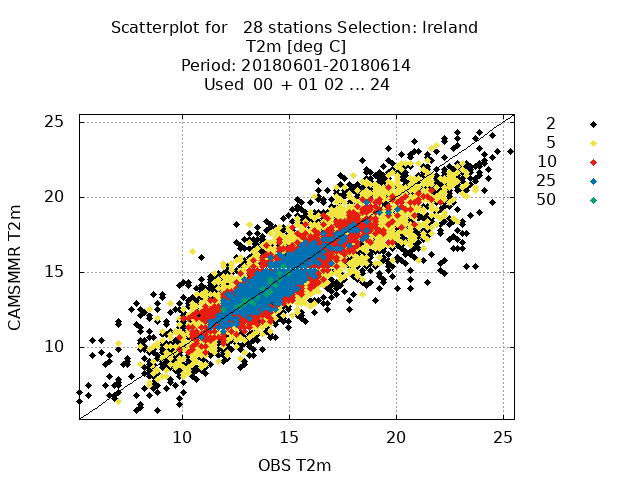 Scatterplot for 28 stations Selection: Ireland
T2m [deg C]
Period: 20180601-20180614
Used 00 + 01 02 ... 24
25
20
15
10
CAMSMMR T2m
10 15 20 25
OBS T2m
2
5
10
25
50